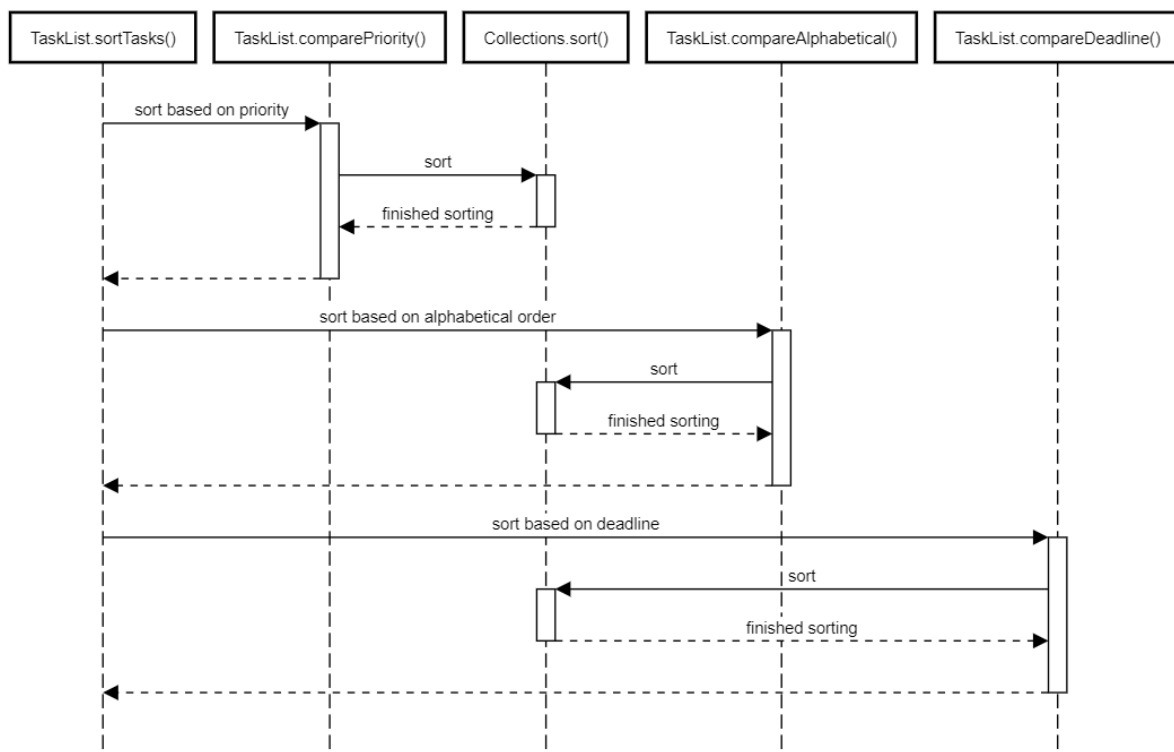 TaskList.sortTasks()
TaskList.comparePriority()
Collections.sort()
TaskList.compareAlphabetical()
TaskList.compareDeadline()
sort based on priority
sort
finished sorting
sort based on alphabetical order
sort
finished sorting
sort based on deadline
sort
finished sorting